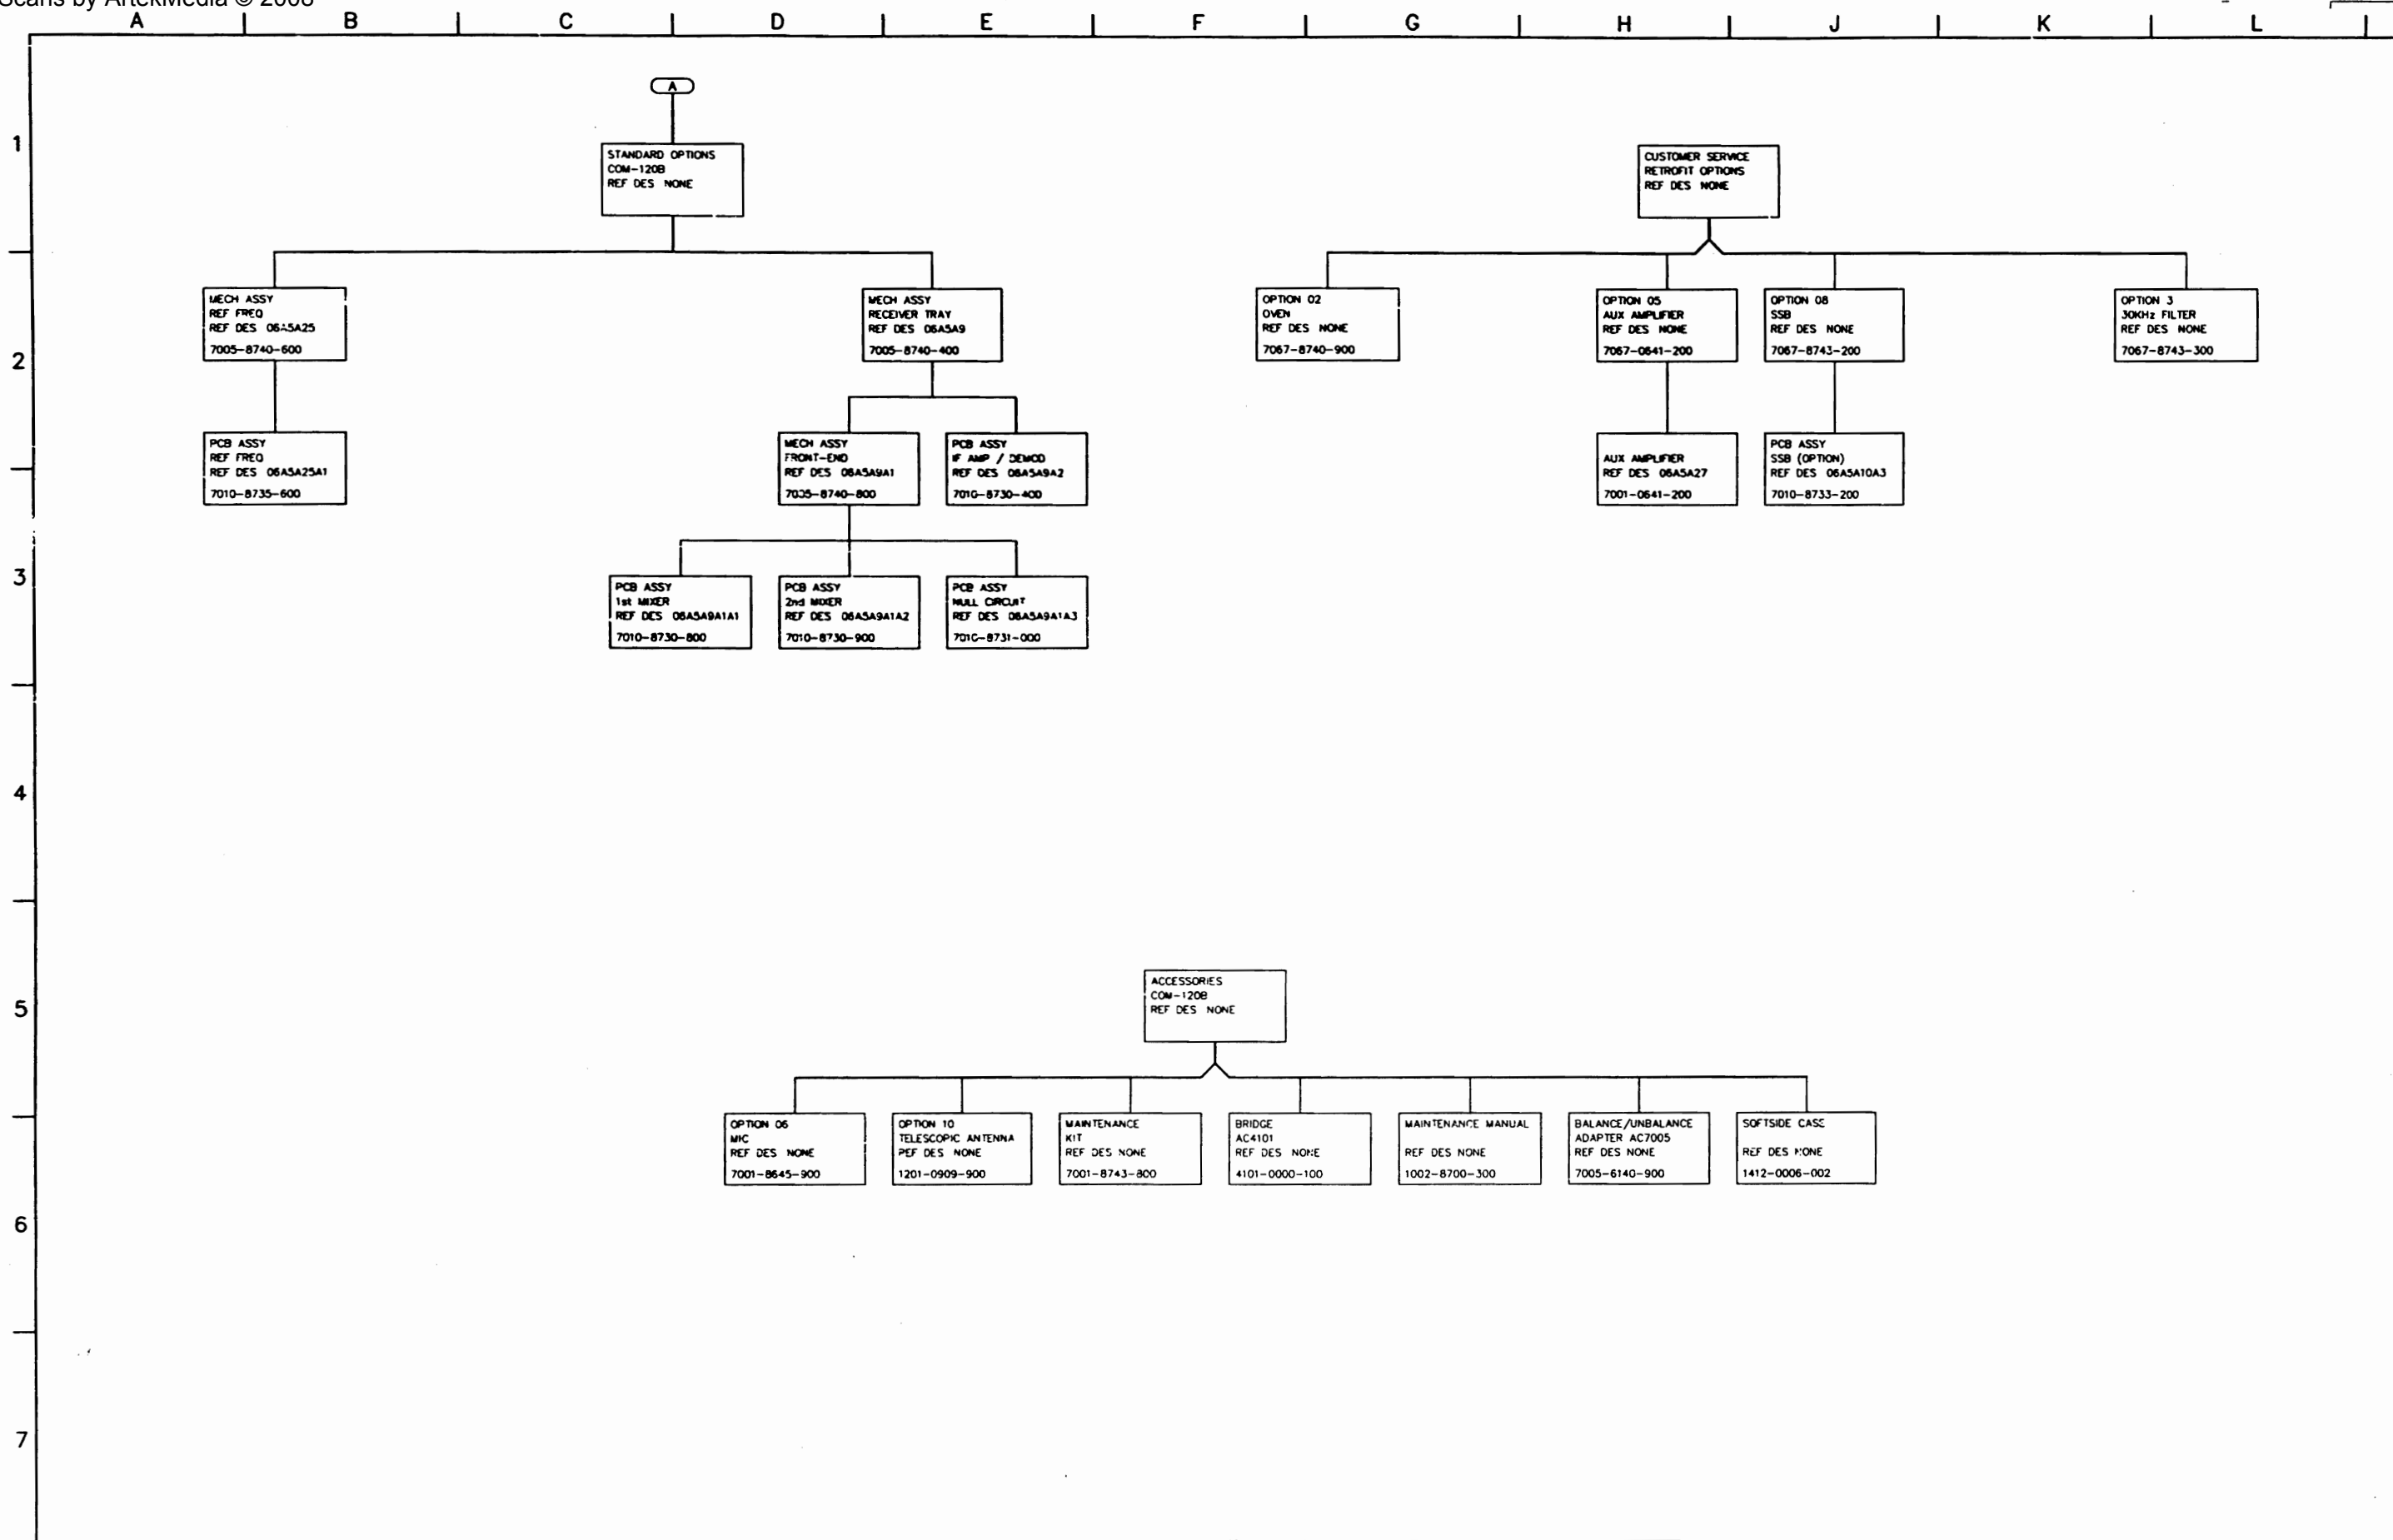 Scans by ArtekMedia © 2008
A B C D E F G H J K L
1
A
STANDARD OPTIONS
COM-120B
REF DES NONE
CUSTOMER SERVICE
RETROFIT OPTIONS
REF DES NONE
2
MECH ASSY
REF FREQ
REF DES 06A5A25
7005-8740-600
MECH ASSY
RECEIVER TRAY
REF DES 06A5A9
7005-8740-400
OPTION 02
OVEN
REF DES NONE
7067-8740-900
OPTION 05
AUX AMPLIFIER
REF DES NONE
7067-0641-200
OPTION 08
SSB
REF DES NONE
7067-8743-200
OPTION 3
30KHz FILTER
REF DES NONE
7067-8743-300
PCB ASSY
REF FREQ
REF DES 06A5A25A1
7010-8735-600
MECH ASSY
FRONT-END
REF DES 06A5A9A1
7005-8740-800
PCB ASSY
IF AMP / DEMOD
REF DES 06A5A9A2
7010-8730-400
AUX AMPLIFIER
REF DES 06A5A27
7001-0641-200
PCB ASSY
SSB (OPTION)
REF DES 06A5A10A3
7010-8733-200
3
PCB ASSY
1st MIXER
REF DES 06A5A9A1A1
7010-8730-800
PCB ASSY
2nd MIXER
REF DES 06A5A9A1A2
7010-8730-900
PCB ASSY
NULL CIRCUIT
REF DES 06A5A9A1A3
7010-8731-000
4
5
ACCESSORIES
COM-120B
REF DES NONE
OPTION 06
MIC
REF DES NONE
7001-8645-900
OPTION 10
TELESCOPIC ANTENNA
REF DES NONE
1201-0909-900
MAINTENANCE
KIT
REF DES NONE
7001-8743-800
BRIDGE
AC4101
REF DES NONE
4101-0000-100
MAINTENANCE MANUAL
REF DES NONE
1002-8700-300
BALANCE/UNBALANCE
ADAPTER AC7005
REF DES NONE
7005-6140-900
SOFTSIDE CASE
REF DES NONE
1412-0006-002
6
7